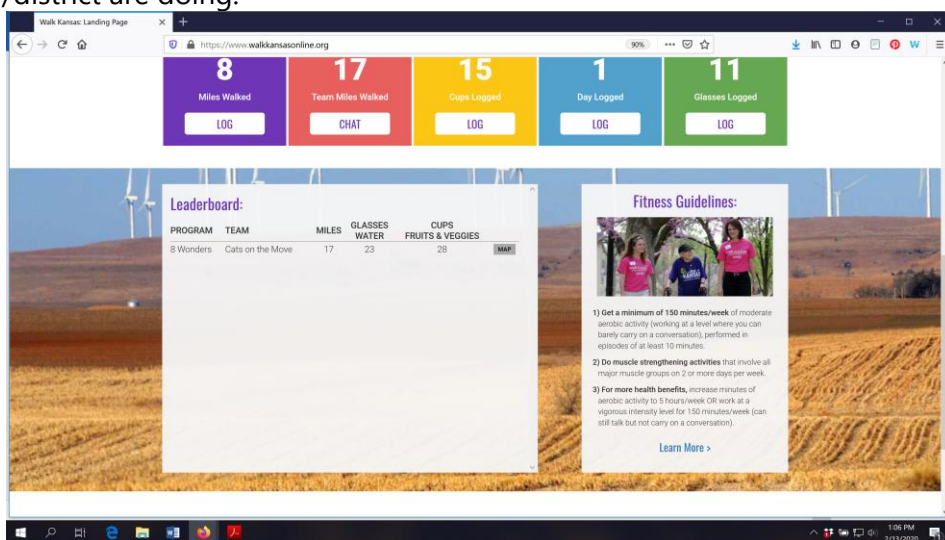 /district are doing.
Walk Kansas: Landing Page
https://www.walkkansasonline.org
90%
8 17 15 1 11
Miles Walked Team Miles Walked Cups Logged Day Logged Glasses Logged
LOG CHAT LOG LOG LOG
Leaderboard:
PROGRAM TEAM MILES GLASSES WATER CUPS FRUITS & VEGGIES
8 Wonders Cats on the Move 17 23 28 MAP
Fitness Guidelines:
1) Get a minimum of 150 minutes/week of moderate
aerobic activity (working at a level where you can
barely carry on a conversation), performed in
episodes of at least 10 minutes.
2) Do muscle strengthening activities that involve all
major muscle groups on 2 or more days per week.
3) For more health benefits, increase minutes of
aerobic activity to 5 hours/week OR work at a
vigorous intensity level for 150 minutes/week (can
still talk but not carry on a conversation).
Learn More >
1:06 PM
2/13/2020